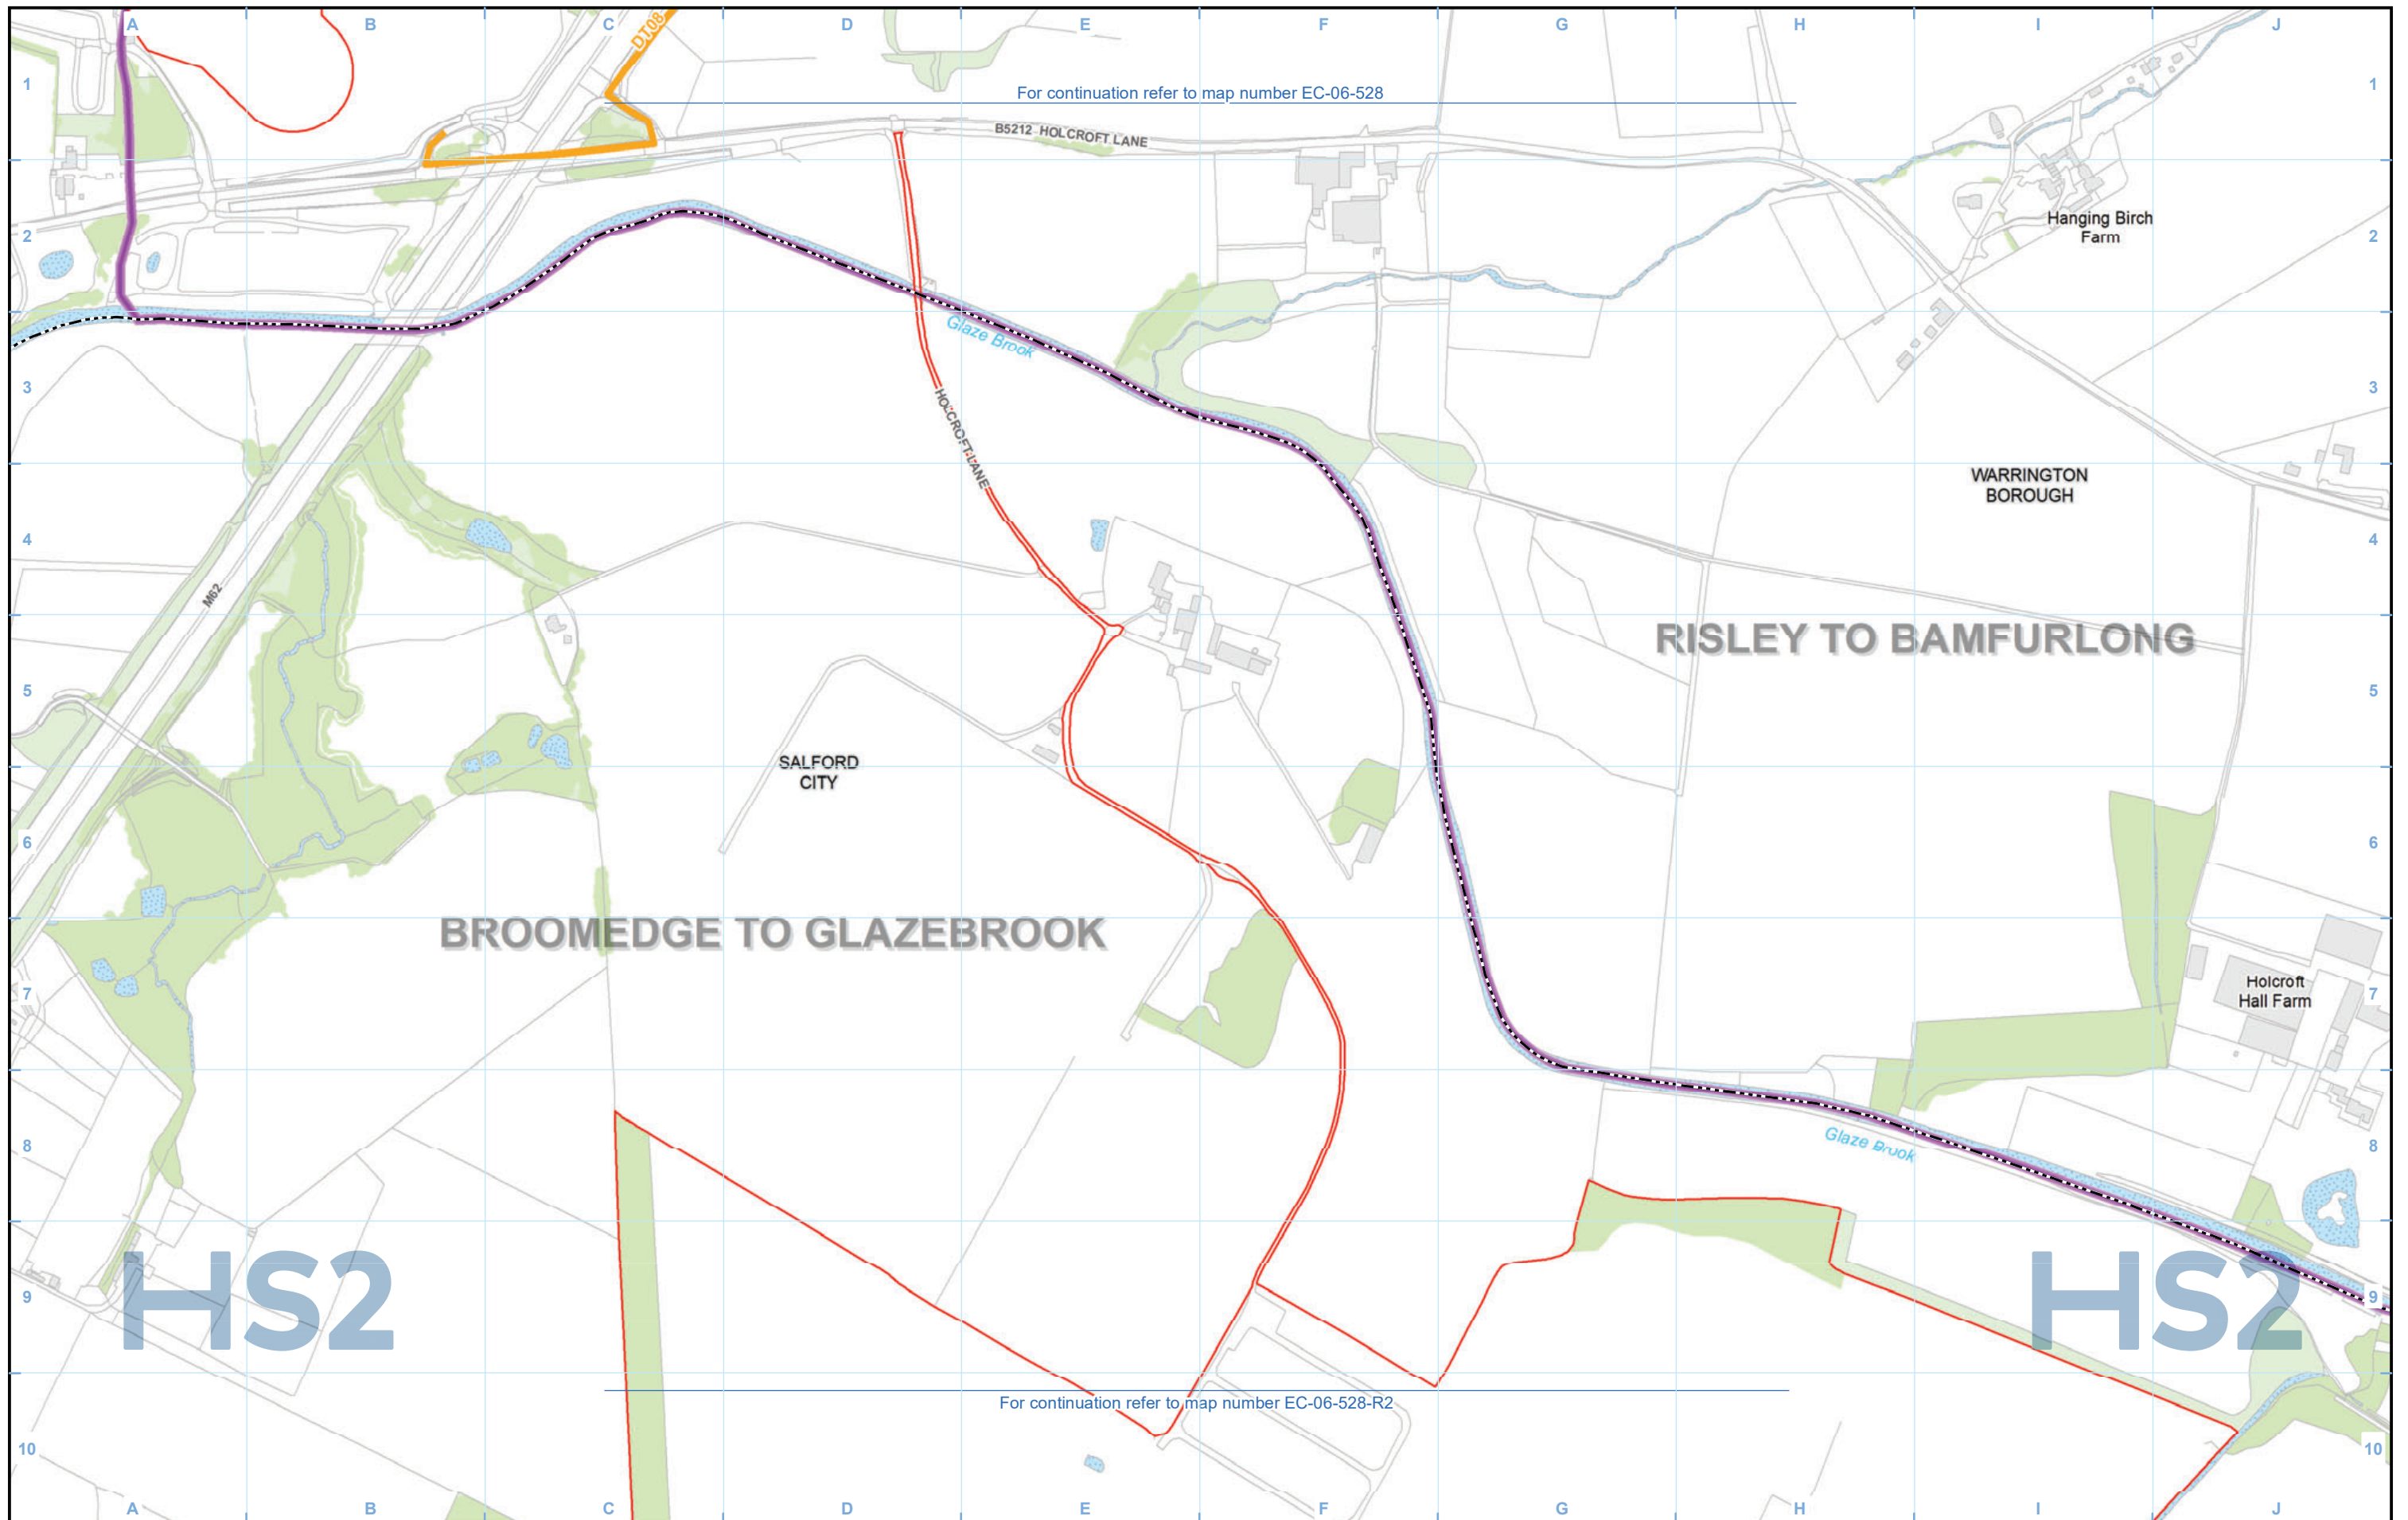 A B C D E F G H I J
DT08
1 1
For continuation refer to map number EC-06-528
B5212 HOLCROFT LANE
2 2
Hanging Birch
Farm
Glaze Brook
3 3
HOLCROFT LANE
WARRINGTON
BOROUGH
4 4
M62
RISLEY TO BAMFURLONG
5 5
SALFORD
CITY
6 6
BROOMEDGE TO GLAZEBROOK
7 7
Holcroft
Hall Farm
8 8
Glaze Brook
9 9
HS2 HS2
For continuation refer to map number EC-06-528-R2
10 10
A B C D E F G H I J